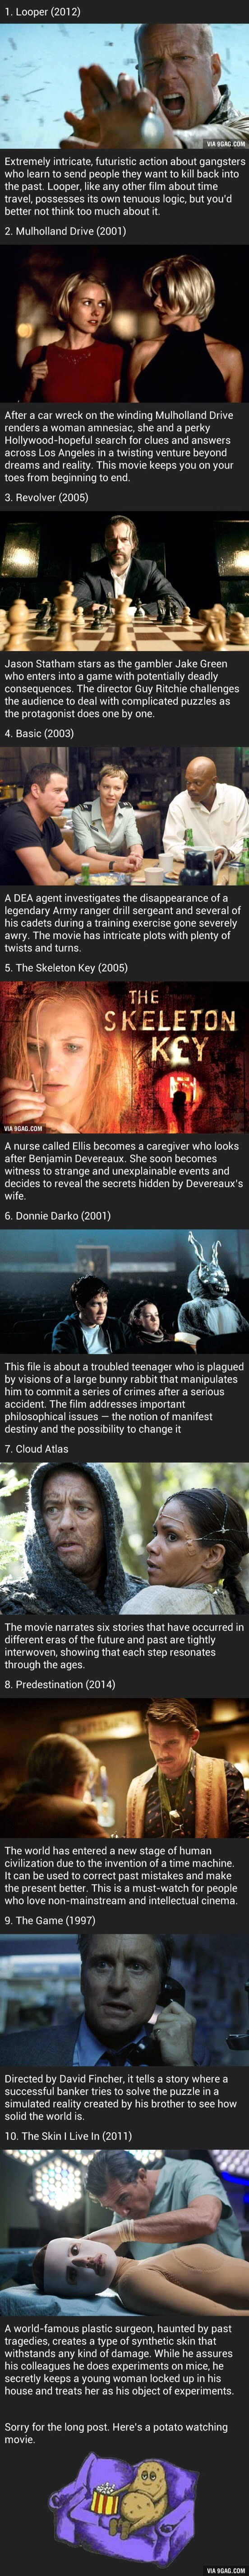 1. Looper (2012)
VIA 9GAG.COM
Extremely intricate, futuristic action about gangsters
who learn to send people they want to kill back into
the past. Looper, like any other film about time
travel, possesses its own tenuous logic, but you'd
better not think too much about it.
2. Mulholland Drive (2001)
After a car wreck on the winding Mulholland Drive
renders a woman amnesiac, she and a perky
Hollywood-hopeful search for clues and answers
across Los Angeles in a twisting venture beyond
dreams and reality. This movie keeps you on your
toes from beginning to end.
3. Revolver (2005)
Jason Statham stars as the gambler Jake Green
who enters into a game with potentially deadly
consequences. The director Guy Ritchie challenges
the audience to deal with complicated puzzles as
the protagonist does one by one.
4. Basic (2003)
A DEA agent investigates the disappearance of a
legendary Army ranger drill sergeant and several of
his cadets during a training exercise gone severely
awry. The movie has intricate plots with plenty of
twists and turns.
5. The Skeleton Key (2005)
THE
SKELETON
KEY
VIA 9GAG.COM
A nurse called Ellis becomes a caregiver who looks
after Benjamin Devereaux. She soon becomes
witness to strange and unexplainable events and
decides to reveal the secrets hidden by Devereaux's
wife.
6. Donnie Darko (2001)
This file is about a troubled teenager who is plagued
by visions of a large bunny rabbit that manipulates
him to commit a series of crimes after a serious
accident. The film addresses important
philosophical issues — the notion of manifest
destiny and the possibility to change it
7. Cloud Atlas
The movie narrates six stories that have occurred in
different eras of the future and past are tightly
interwoven, showing that each step resonates
through the ages.
8. Predestination (2014)
The world has entered a new stage of human
civilization due to the invention of a time machine.
It can be used to correct past mistakes and make
the present better. This is a must-watch for people
who love non-mainstream and intellectual cinema.
9. The Game (1997)
Directed by David Fincher, it tells a story where a
successful banker tries to solve the puzzle in a
simulated reality created by his brother to see how
solid the world is.
10. The Skin I Live In (2011)
A world-famous plastic surgeon, haunted by past
tragedies, creates a type of synthetic skin that
withstands any kind of damage. While he assures
his colleagues he does experiments on mice, he
secretly keeps a young woman locked up in his
house and treats her as his object of experiments.
Sorry for the long post. Here's a potato watching
movie.
VIA 9GAG.COM